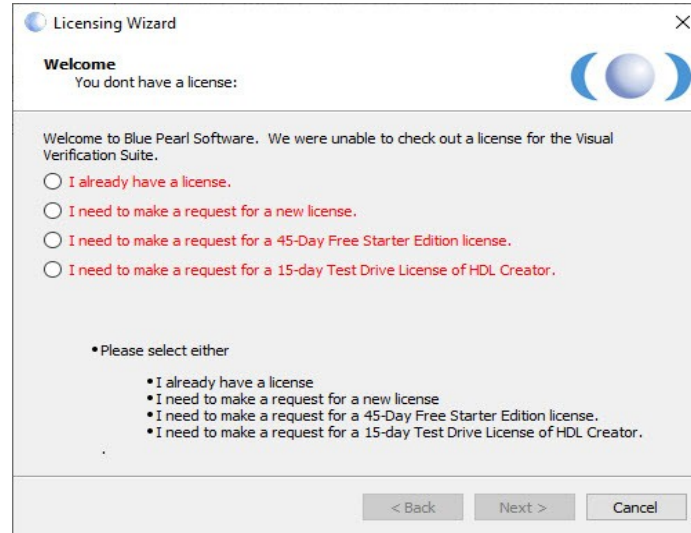 Licensing Wizard
Welcome
You dont have a license:
Welcome to Blue Pearl Software. We were unable to check out a license for the Visual
Verification Suite.
I already have a license.
I need to make a request for a new license.
I need to make a request for a 45-Day Free Starter Edition license.
I need to make a request for a 15-day Test Drive License of HDL Creator.
•Please select either
•I already have a license
•I need to make a request for a new license
•I need to make a request for a 45-Day Free Starter Edition license.
•I need to make a request for a 15-day Test Drive License of HDL Creator.
.
< Back
Next >
Cancel